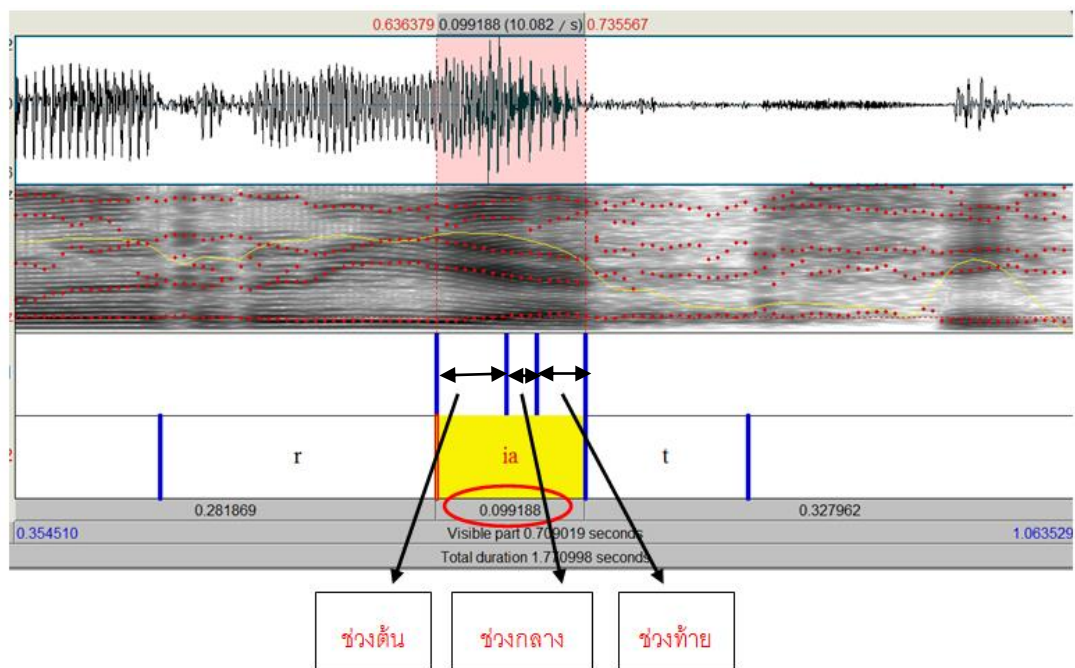 0.636379 0.099188 (10.082 / s) 0.735567
r ia t
0.281869 0.099188 0.327962
0.354510 Visible part 0.709019 seconds 1.063529
Total duration 1.770998 seconds
ช่วงต้น ช่วงกลาง ช่วงท้าย